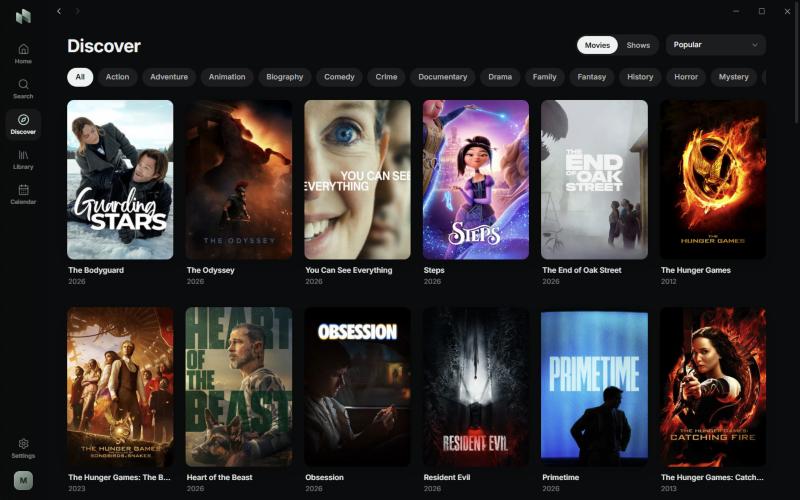 Discover
Movies
Shows
Popular
Home
Search
Discover
Library
Calendar
Settings
M
All
Action
Adventure
Animation
Biography
Comedy
Crime
Documentary
Drama
Family
Fantasy
History
Horror
Mystery
Guarding
STARS
The Bodyguard
2026
THE ODYSSEY
The Odyssey
2026
YOU CAN SEE
EVERYTHING
You Can See Everything
2026
STEPS
Steps
2026
THE
END
OF OAK
STREET
The End of Oak Street
2026
THE
HUNGER GAMES
The Hunger Games
2012
THE HUNGER GAMES
SONGBIRDS & SNAKES
The Hunger Games: The B...
2023
HEART
OF
THE
BEAST
Heart of the Beast
2026
OBSESSION
Obsession
2026
RESIDENT EVIL
Resident Evil
2026
PRIMETIME
Primetime
2026
THE HUNGER GAMES:
CATCHING FIRE
The Hunger Games: Catch...
2013